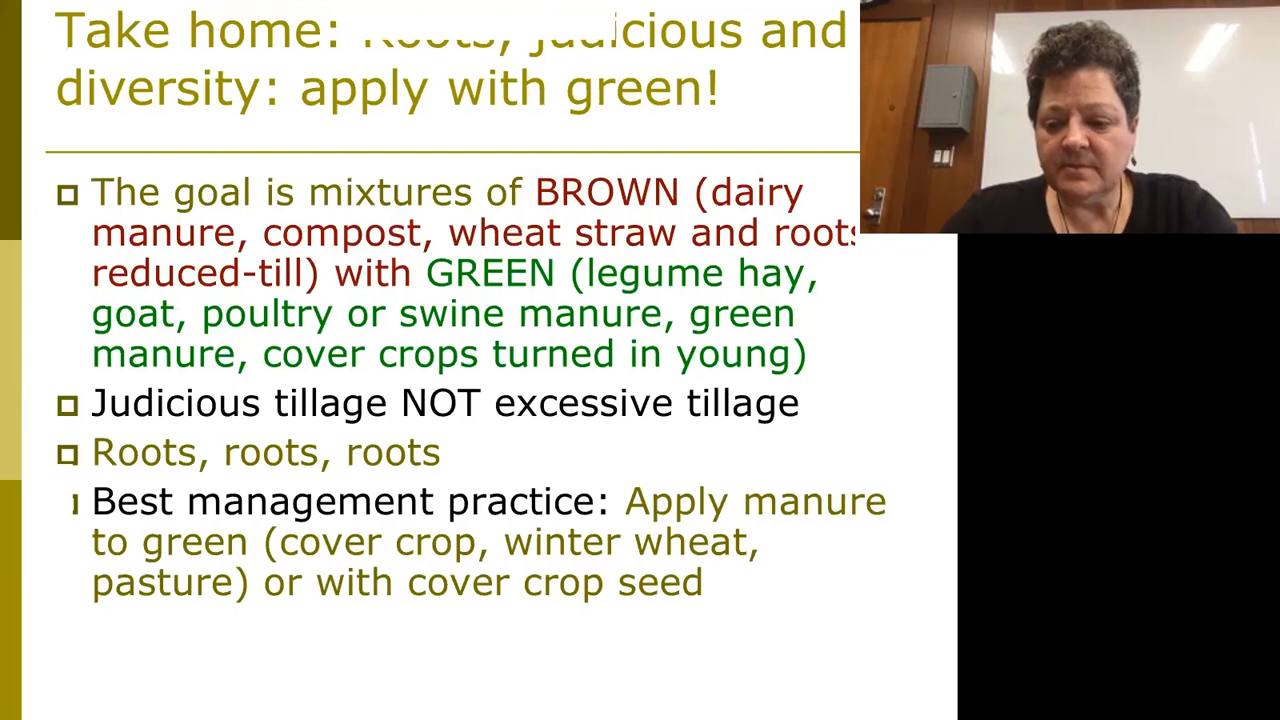 Take home: Roots, judicious and
diversity: apply with green!
The goal is mixtures of BROWN (dairy
manure, compost, wheat straw and roots
reduced-till) with GREEN (legume hay,
goat, poultry or swine manure, green
manure, cover crops turned in young)
Judicious tillage NOT excessive tillage
Roots, roots, roots
Best management practice: Apply manure
to green (cover crop, winter wheat,
pasture) or with cover crop seed